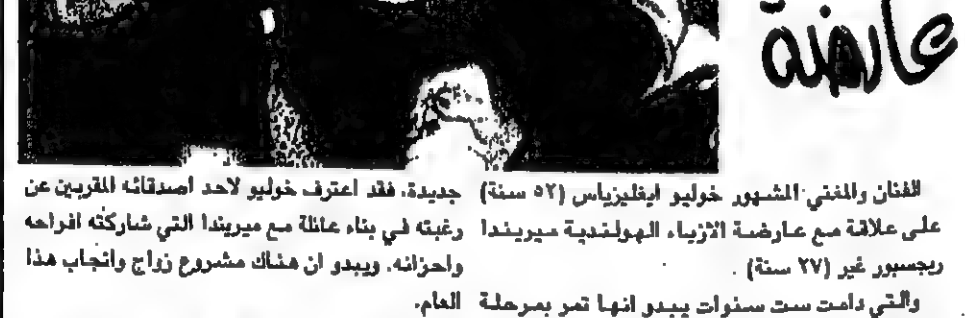 عارضة
للفنان والمغني المشهور خوليو ايغليزياس (٥٢ سنة)
على علاقة مع عارضة الازياء الهولندية ميريندا
ريجسبور غير (٢٧ سنة) .
والتي دامت ست سنوات يبدو انها تمر بمرحلة
جديدة، فقد اعترف خوليو لاحد اصدقائه المقربين عن
رغبته في بناء عائلة مع ميريندا التي شاركته افراحه
واحزانه. ويبدو ان هناك مشروع زواج وانجاب هذا
العام.